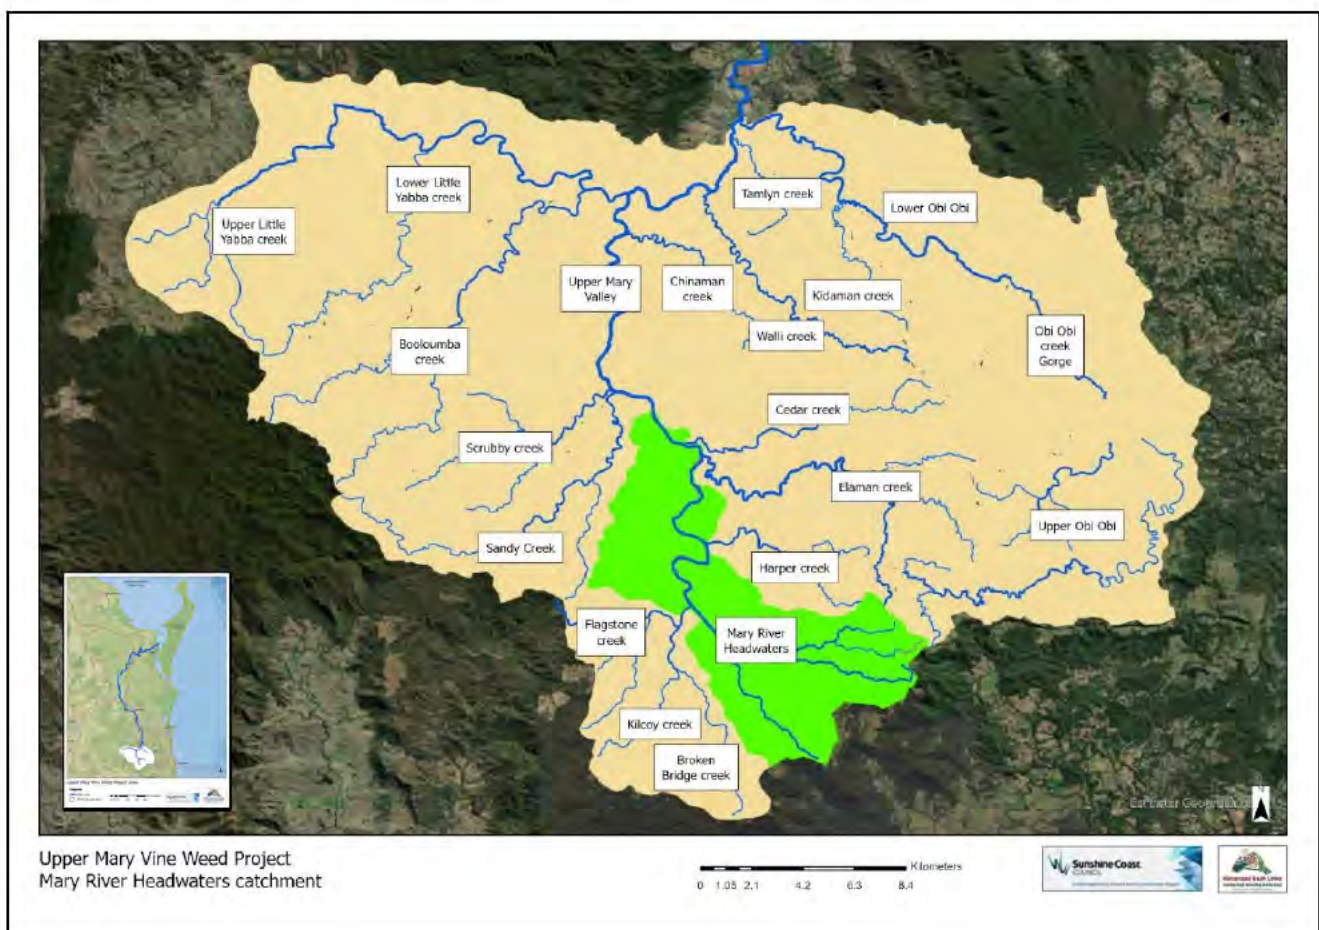 Tamlyn creek
Lower Little
Yabba creek
Lower Obi Obi
Upper Little
Yabba creek
Upper Mary
Valley
Chinaman
creek
Kidaman creek
Walli creek
Obi Obi
creek
Gorge
Booloumba
creek
Cedar creek
Scrubby creek
Elaman creek
Upper Obi Obi
Sandy Creek
Harper creek
Flagstone
creek
Mary River
Headwaters
Kilcoy creek
Broken
Bridge creek
N
Upper Mary Vine Weed Project
Mary River Headwaters catchment
Kilometers
0 1.05 2.1 4.2 6.3 8.4
Sunshine Coast
COUNCIL